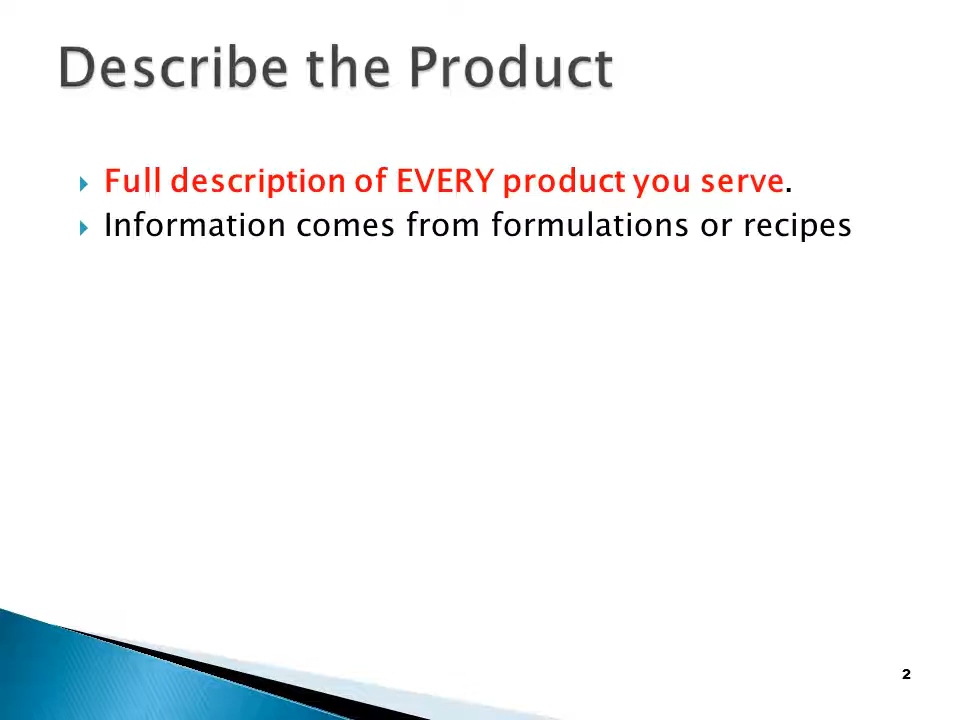 Describe the Product
Full description of EVERY product you serve.
Information comes from formulations or recipes
2